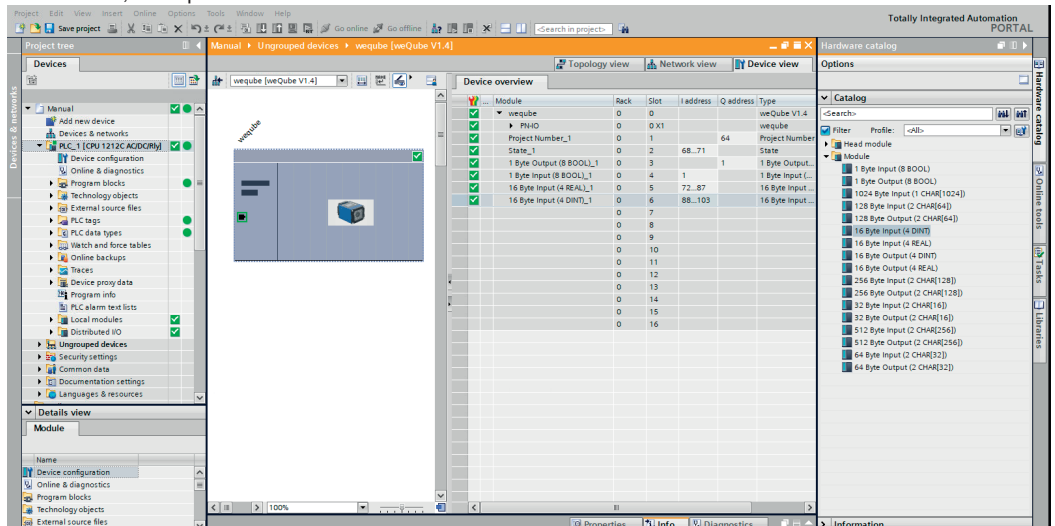 Project Edit View Insert Online Options Tools Window Help
Totally Integrated Automation
PORTAL
Save project Go online Go offline <Search in project>
Project tree
Manual Ungrouped devices weqube [weQube V1.4]
Hardware catalog
Devices
Topology view Network view Device view
Options
weqube [weQube V1.4]
Device overview
Manual
Add new device
Devices & networks
PLC_1 [CPU 1212C AC/DC/Rly]
Device configuration
Online & diagnostics
Program blocks
Technology objects
External source files
PLC tags
PLC data types
Watch and force tables
Online backups
Traces
Device proxy data
Program info
PLC alarm text lists
Local modules
Distributed I/O
Ungrouped devices
Security settings
Common data
Documentation settings
Languages & resources
Details view
Module
Name
Device configuration
Online & diagnostics
Program blocks
Technology objects
External source files
Devices & networks
weqube
100%
... Module Rack Slot I address Q address Type
weqube 0 0 weQube V1.4
PN-IO 0 0 X1 weqube
Project Number_1 0 1 64 Project Number
State_1 0 2 68...71 State
1 Byte Output (8 BOOL)_1 0 3 1 1 Byte Output...
1 Byte Input (8 BOOL)_1 0 4 1 1 Byte Input (...
16 Byte Input (4 REAL)_1 0 5 72...87 16 Byte Input ...
16 Byte Input (4 DINT)_1 0 6 88...103 16 Byte Input ...
0 7
0 8
0 9
0 10
0 11
0 12
0 13
0 14
0 15
0 16
Properties Info Diagnostics
Catalog
<Search>
Filter Profile: <All>
Head module
Module
1 Byte Input (8 BOOL)
1 Byte Output (8 BOOL)
1024 Byte Input (1 CHAR[1024])
128 Byte Input (2 CHAR[64])
128 Byte Output (2 CHAR[64])
16 Byte Input (4 DINT)
16 Byte Input (4 REAL)
16 Byte Output (4 DINT)
16 Byte Output (4 REAL)
256 Byte Input (2 CHAR[128])
256 Byte Output (2 CHAR[128])
32 Byte Input (2 CHAR[16])
32 Byte Output (2 CHAR[16])
512 Byte Input (2 CHAR[256])
512 Byte Output (2 CHAR[256])
64 Byte Input (2 CHAR[32])
64 Byte Output (2 CHAR[32])
Information
Hardware catalog
Online tools
Tasks
Libraries